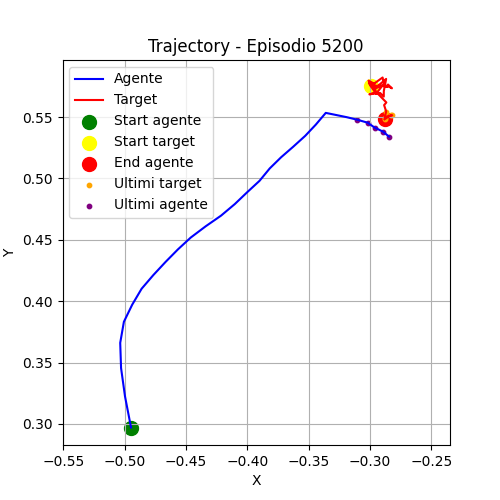 Trajectory - Episodio 5200
Agente
Target
Start agente
Start target
End agente
Ultimi target
Ultimi agente
Y
0.55
0.50
0.45
0.40
0.35
0.30
−0.55 −0.50 −0.45 −0.40 −0.35 −0.30 −0.25
X